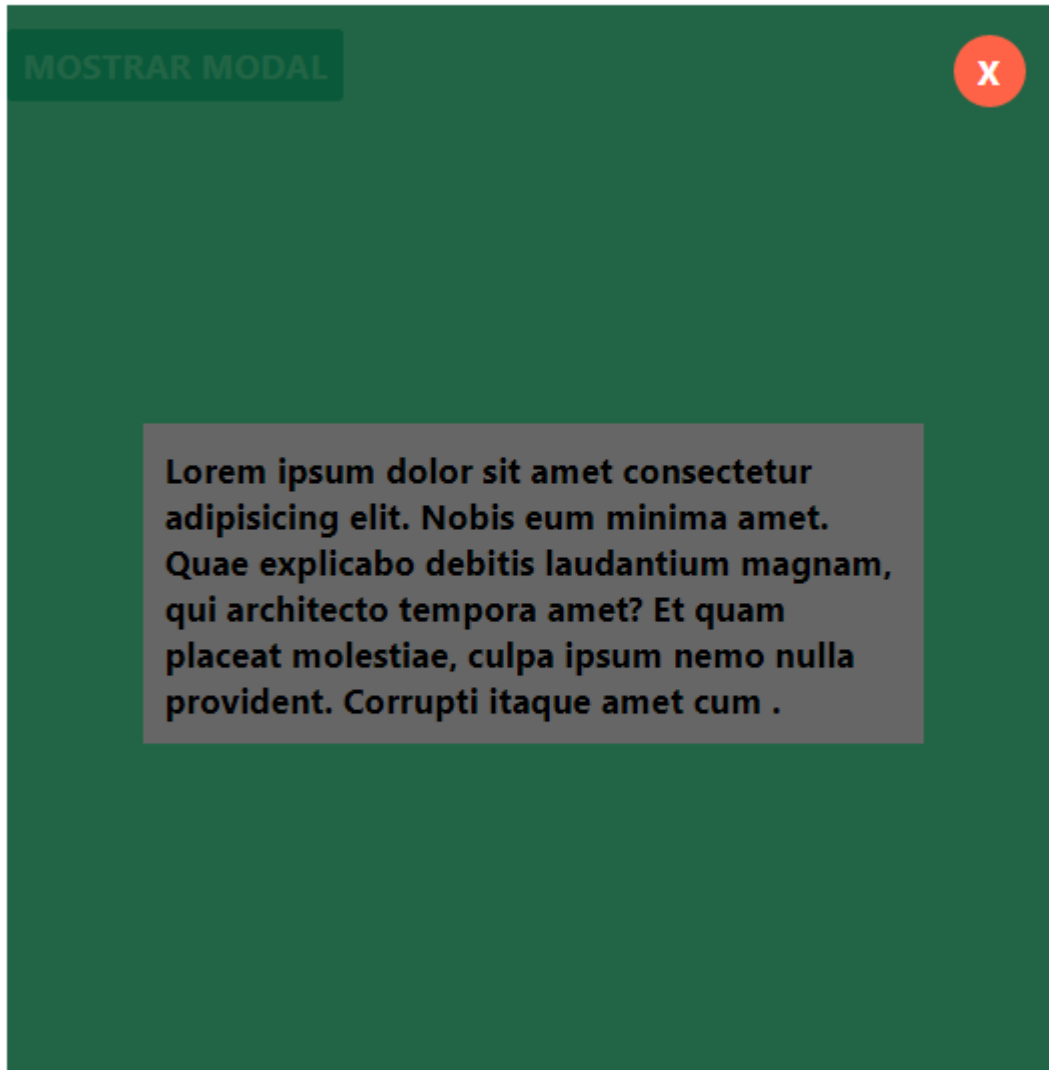 MOSTRAR MODAL
X
Lorem ipsum dolor sit amet consectetur
adipisicing elit. Nobis eum minima amet.
Quae explicabo debitis laudantium magnam,
qui architecto tempora amet? Et quam
placeat molestiae, culpa ipsum nemo nulla
provident. Corrupti itaque amet cum .